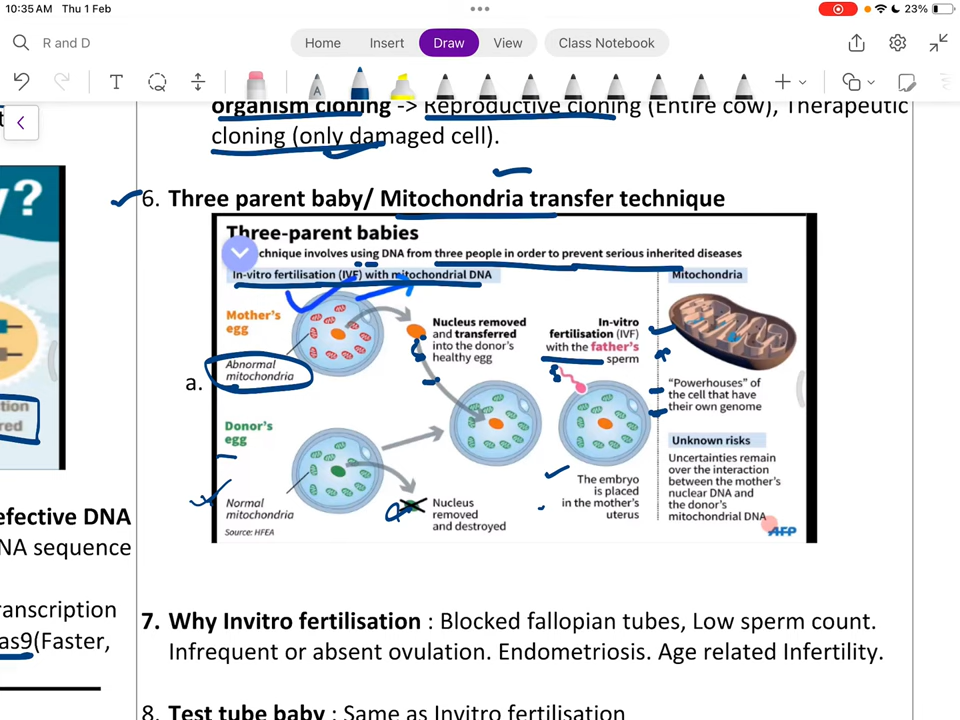 10:35 AM Thu 1 Feb
23%
R and D
Home Insert Draw View Class Notebook
organism cloning -> Reproductive cloning (Entire cow), Therapeutic
cloning (only damaged cell).
y?
6. Three parent baby/ Mitochondria transfer technique
Three-parent babies
chnique involves using DNA from three people in order to prevent serious inherited diseases
In-vitro fertilisation (IVF) with mitochondrial DNA
Mother's
egg
Abnormal
mitochondria
a.
Donor's
egg
Normal
mitochondria
Source: HFEA
Nucleus removed
and transferred
into the donor's
healthy egg
Nucleus
removed
and destroyed
In-vitro
fertilisation (IVF)
with the father's
sperm
The embryo
is placed
in the mother's
uterus
Mitochondria
"Powerhouses" of
the cell that have
their own genome
Unknown risks
Uncertainties remain
over the interaction
between the mother's
nuclear DNA and
the donor's
mitochondrial DNA
AFP
tion
red
efective DNA
NA sequence
ranscription
as9(Faster,
7. Why Invitro fertilisation : Blocked fallopian tubes, Low sperm count.
Infrequent or absent ovulation. Endometriosis. Age related Infertility.
8. Test tube baby : Same as Invitro fertilisation